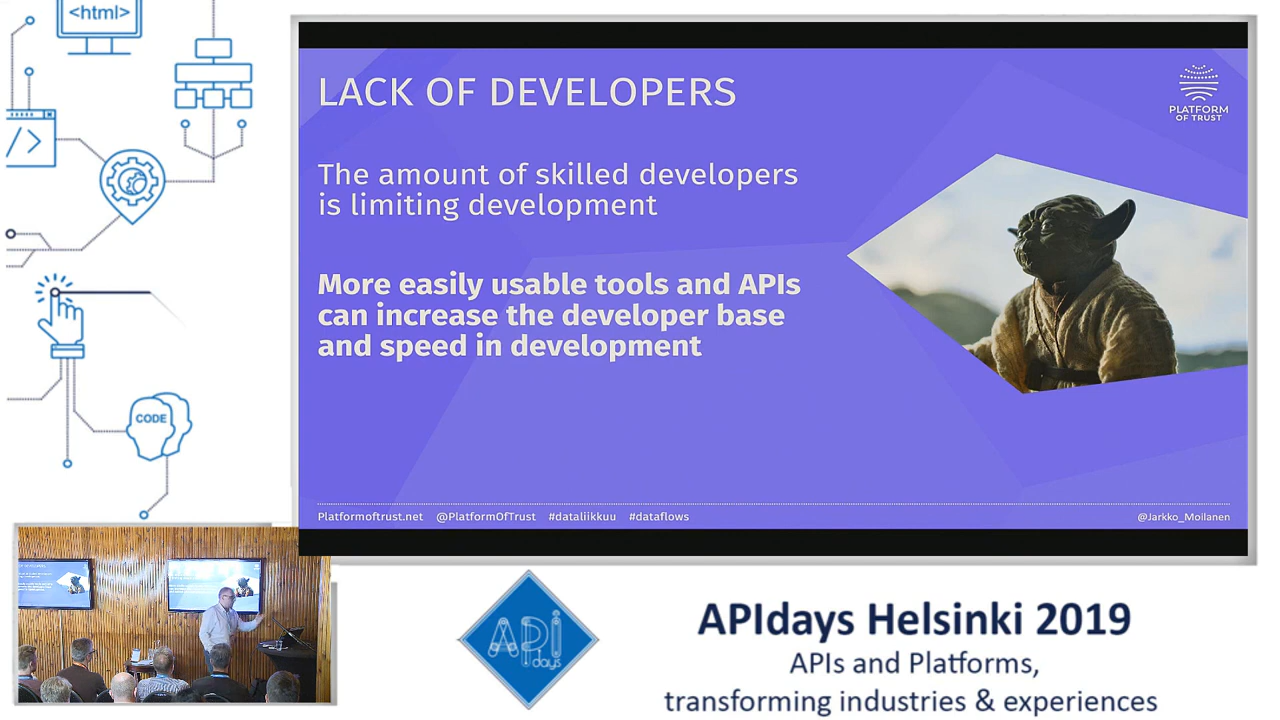 <html>
</>
CODE
LACK OF DEVELOPERS
PLATFORM
OF TRUST
The amount of skilled developers
is limiting development
More easily usable tools and APIs
can increase the developer base
and speed in development
Platformoftrust.net @PlatformOfTrust #dataliikkuu #dataflows
@Jarkko_Moilanen
API
days
APIdays Helsinki 2019
APIs and Platforms,
transforming industries & experiences